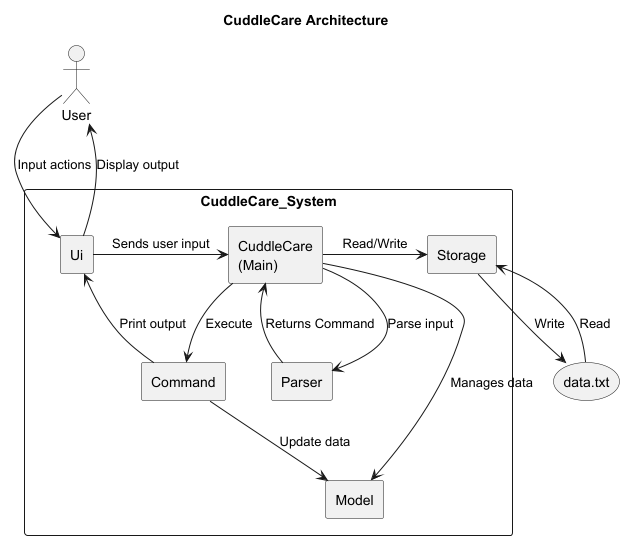 CuddleCare Architecture
User
Input actions
Display output
CuddleCare_System
Ui
Sends user input
CuddleCare
(Main)
Read/Write
Storage
Print output
Execute
Returns Command
Parse input
Write
Read
Command
Parser
Manages data
data.txt
Update data
Model